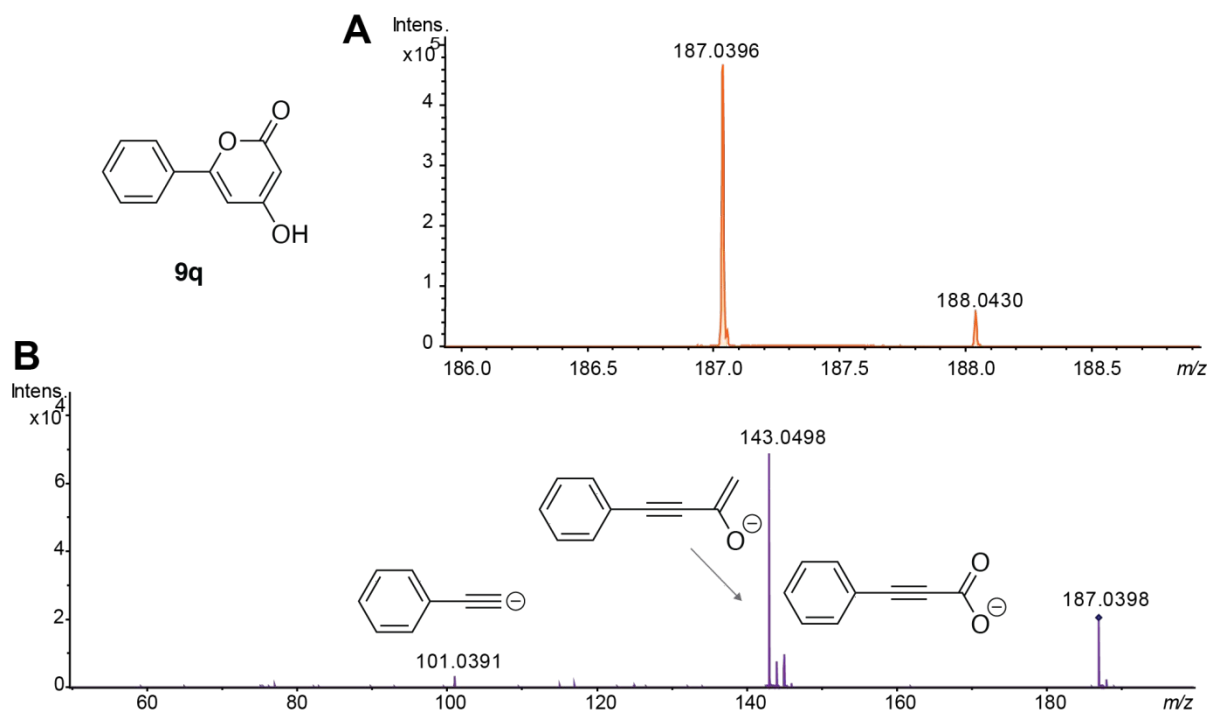 A
Intens.
x10
5
187.0396
4
3
2
1
0
188.0430
186.0 186.5 187.0 187.5 188.0 188.5 m/z
O
O
OH
9q
B
Intens.
x10
4
143.0498
6
4
2
0
O
O
O
187.0398
101.0391
60 80 100 120 140 160 180 m/z